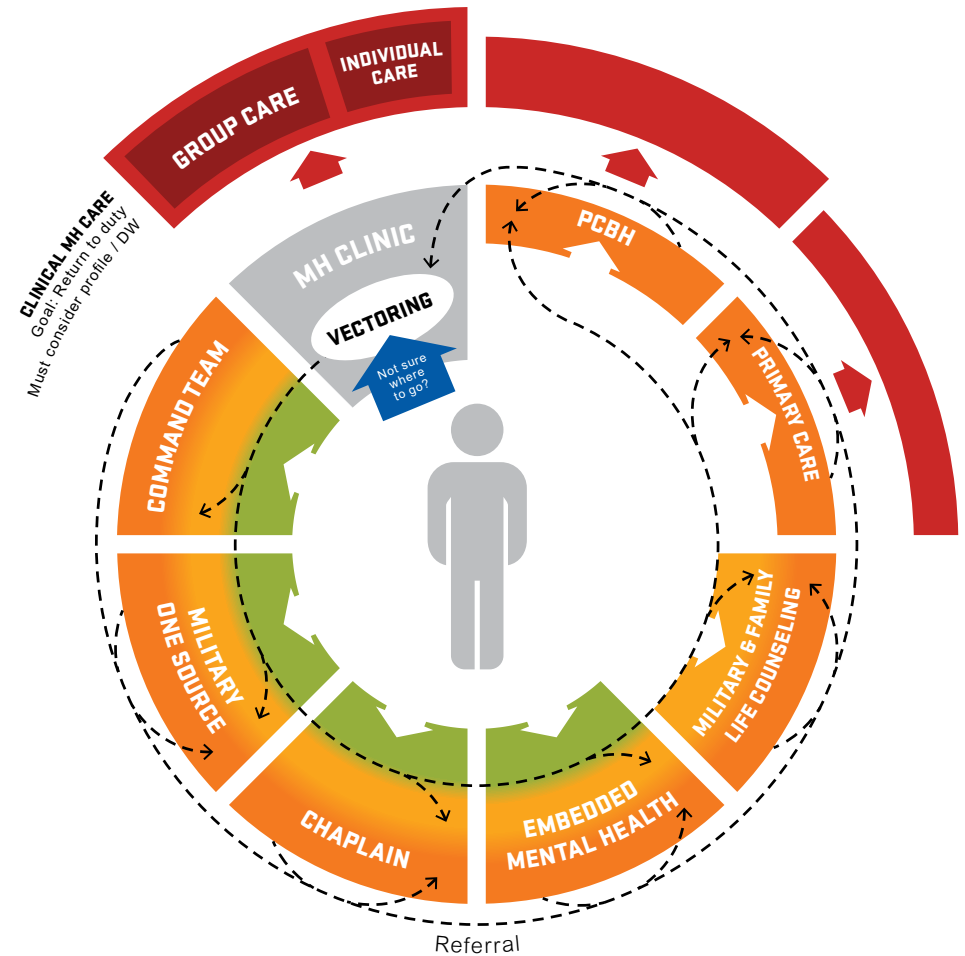 INDIVIDUAL
CARE
GROUP CARE
CLINICAL MH CARE
Goal: Return to duty
Must consider profile / DW
MH CLINIC
VECTORING
Not sure
where
to go?
PCBH
PRIMARY CARE
MILITARY & FAMILY
LIFE COUNSELING
EMBEDDED
MENTAL HEALTH
CHAPLAIN
MILITARY
ONE SOURCE
COMMAND TEAM
Referral